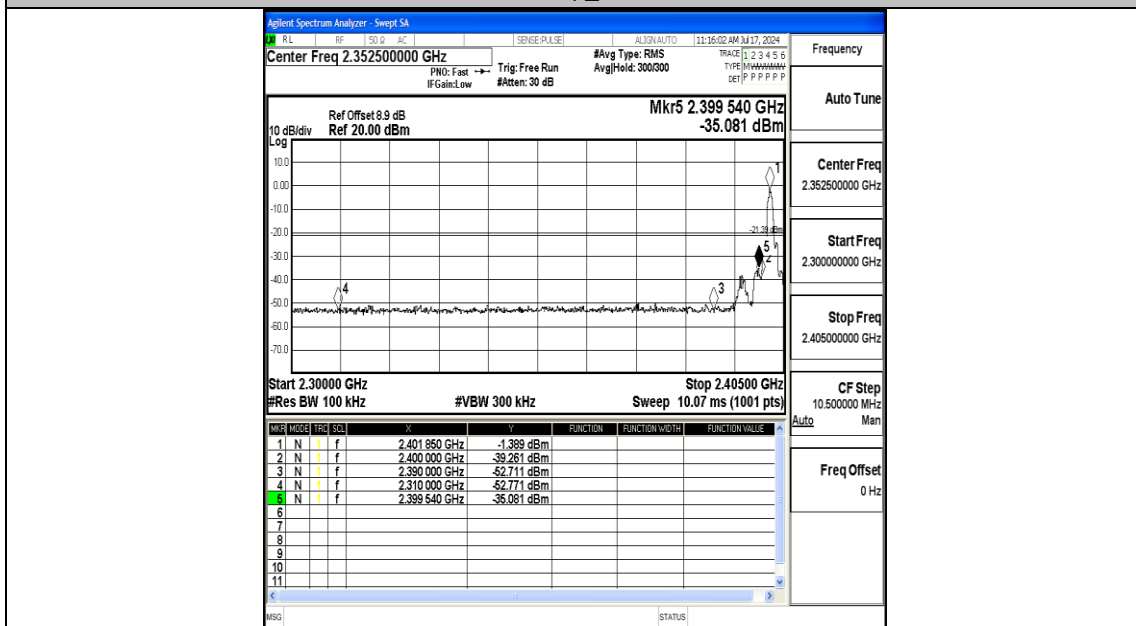 Agilent Spectrum Analyzer - Swept SA
LXI RL RF 50 Ω AC SENSE:PULSE ALIGN AUTO 11:16:02 AM Jul 17, 2024
Center Freq 2.352500000 GHz
PNO: Fast
IFGain:Low
Trig: Free Run
#Atten: 30 dB
#Avg Type: RMS
Avg|Hold: 300/300
TRACE 1 2 3 4 5 6
TYPE M
DET P P P P P P
Mkr5 2.399 540 GHz
-35.081 dBm
Ref Offset 8.9 dB
10 dB/div Ref 20.00 dBm
Log
10.0
0.00
-10.0
-20.0
-30.0
-40.0
-50.0
-60.0
-70.0
1
-21.39 dBm
5
2
3
4
Start 2.30000 GHz Stop 2.40500 GHz
#Res BW 100 kHz #VBW 300 kHz Sweep 10.07 ms (1001 pts)
MKR MODE TRC SCL X Y FUNCTION FUNCTION WIDTH FUNCTION VALUE
1 N 1 f 2.401 850 GHz -1.389 dBm
2 N 1 f 2.400 000 GHz -39.261 dBm
3 N 1 f 2.390 000 GHz -52.711 dBm
4 N 1 f 2.310 000 GHz -52.771 dBm
5 N 1 f 2.399 540 GHz -35.081 dBm
6
7
8
9
10
11
MSG STATUS
Frequency
Auto Tune
Center Freq
2.352500000 GHz
Start Freq
2.300000000 GHz
Stop Freq
2.405000000 GHz
CF Step
10.500000 MHz
Auto Man
Freq Offset
0 Hz